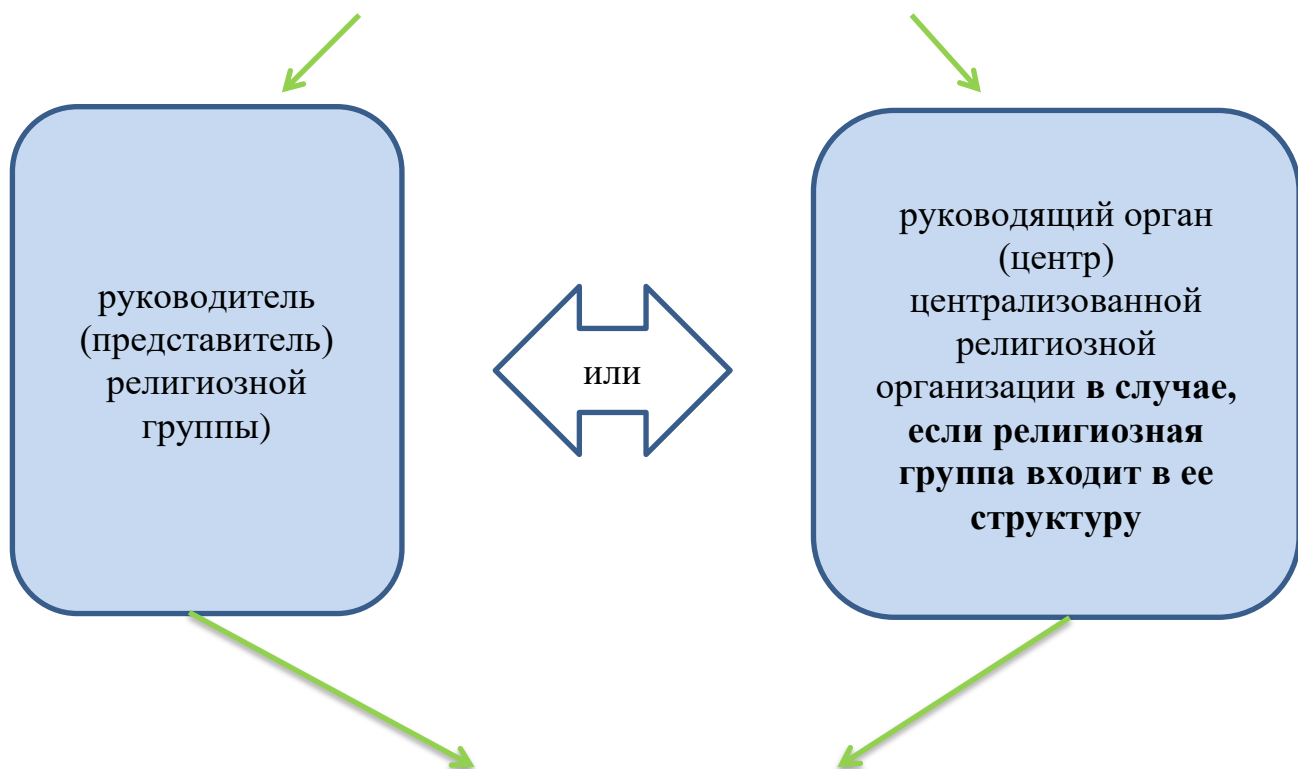 руководитель
(представитель)
религиозной
группы)
или
руководящий орган
(центр)
централизованной
религиозной
организации в случае,
если религиозная
группа входит в ее
структуру